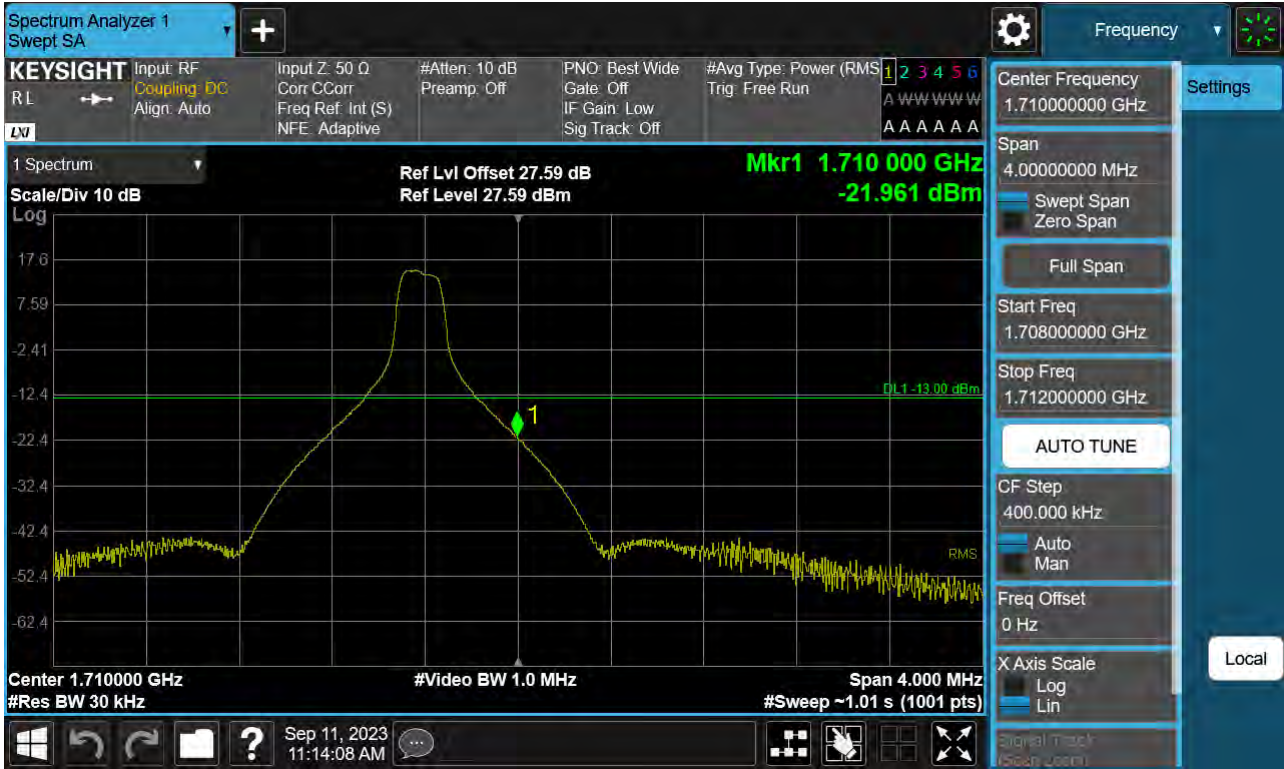 Spectrum Analyzer 1
Swept SA
+
Frequency
KEYSIGHT
R L
LXI
Input: RF
Coupling: DC
Align: Auto
Input Z: 50 Ω
Corr CCorr
Freq Ref: Int (S)
NFE: Adaptive
#Atten: 10 dB
Preamp: Off
PNO: Best Wide
Gate: Off
IF Gain: Low
Sig Track: Off
#Avg Type: Power (RMS
Trig: Free Run
1 2 3 4 5 6
A W W W W W
A A A A A A
1 Spectrum
Scale/Div 10 dB
Log
Ref Lvl Offset 27.59 dB
Ref Level 27.59 dBm
Mkr1 1.710 000 GHz
-21.961 dBm
17.6
7.59
-2.41
-12.4
-22.4
-32.4
-42.4
-52.4
-62.4
DL1 -13.00 dBm
1
RMS
Center 1.710000 GHz
#Res BW 30 kHz
#Video BW 1.0 MHz
Span 4.000 MHz
#Sweep ~1.01 s (1001 pts)
Center Frequency
1.710000000 GHz
Settings
Span
4.00000000 MHz
Swept Span
Zero Span
Full Span
Start Freq
1.708000000 GHz
Stop Freq
1.712000000 GHz
AUTO TUNE
CF Step
400.000 kHz
Auto
Man
Freq Offset
0 Hz
X Axis Scale
Log
Lin
Signal Track
(Span Zoom)
Local
?
Sep 11, 2023
11:14:08 AM